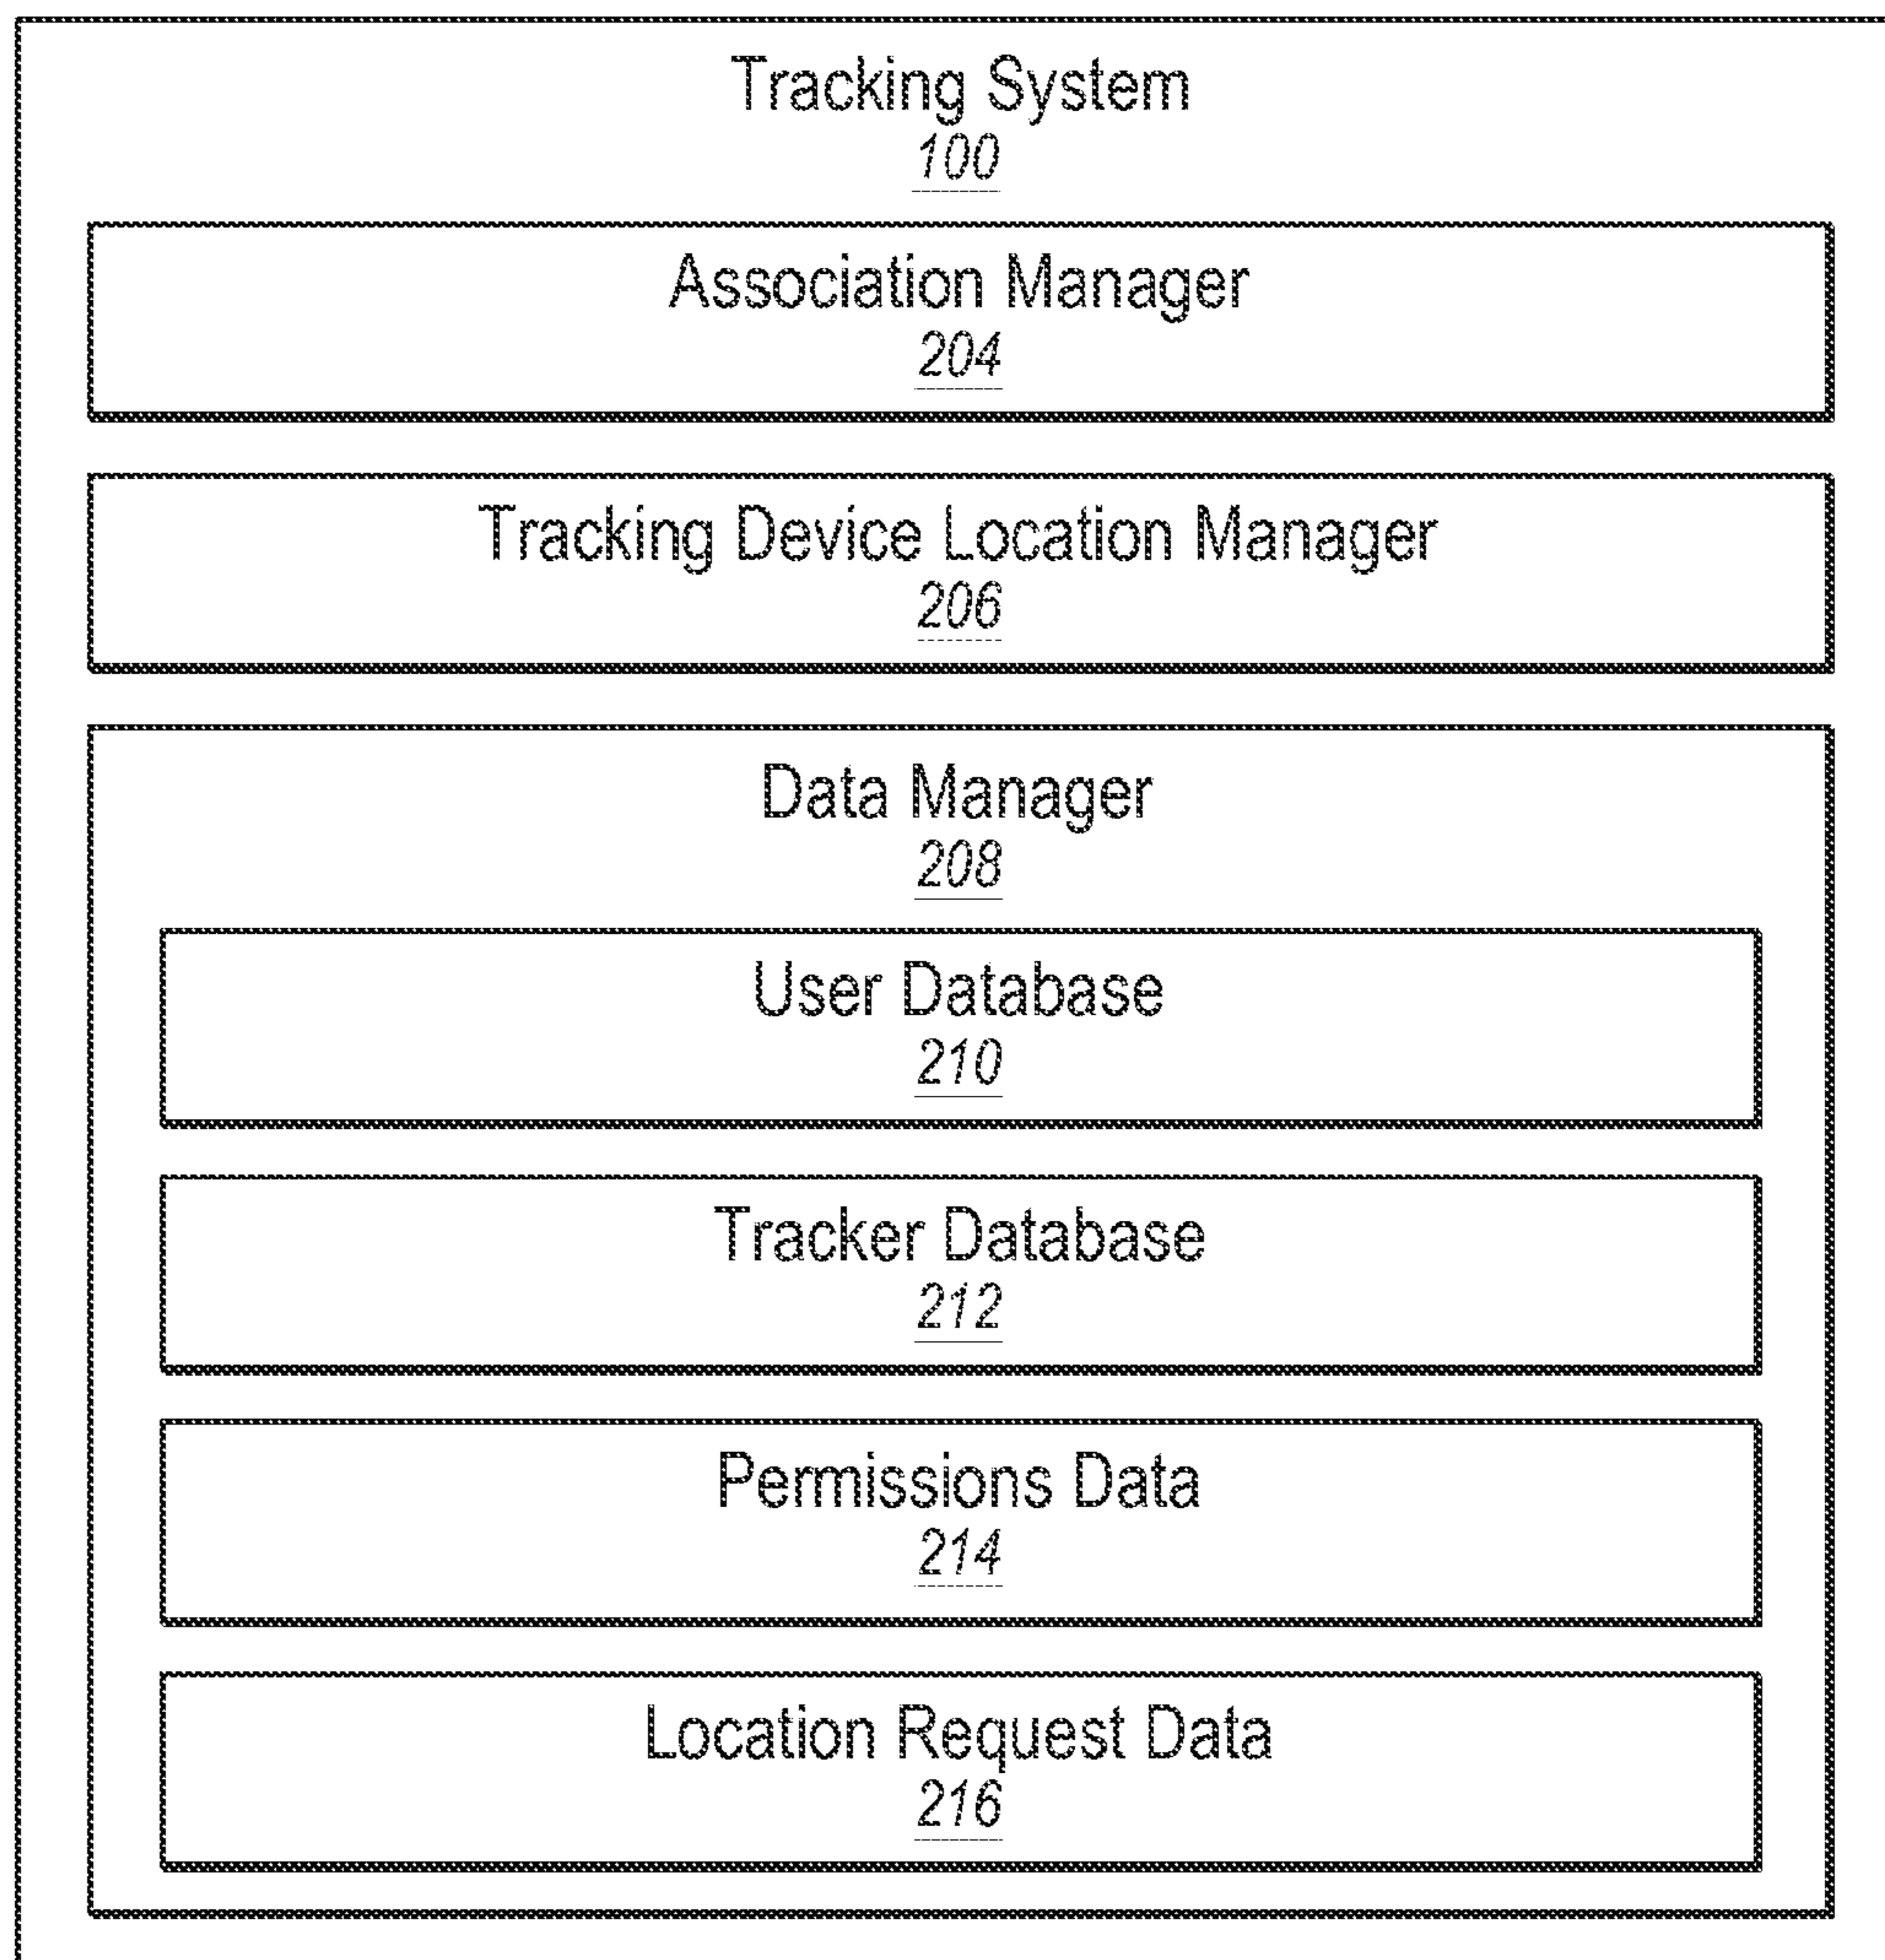 Tracking System
100
Association Manager
204
Tracking Device Location Manager
206
Data Manager
208
User Database
210
Tracker Database
212
Permissions Data
214
Location Request Data
216